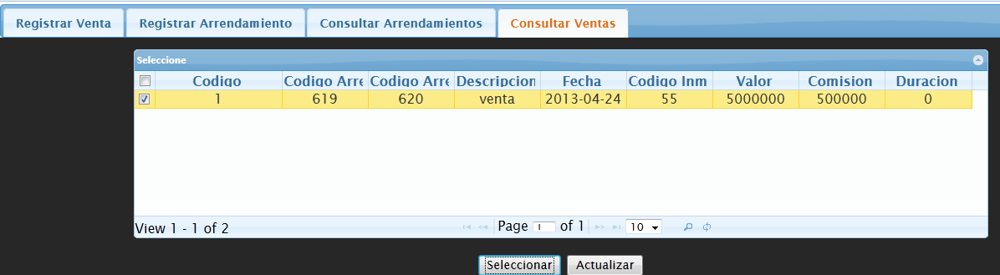 Registrar Venta Registrar Arrendamiento Consultar Arrendamientos Consultar Ventas
Seleccione
Codigo Codigo Arre Codigo Arre Descripcion Fecha Codigo Inm Valor Comision Duracion
1 619 620 venta 2013-04-24 55 5000000 500000 0
View 1 - 1 of 2 Page 1 of 1 10
Seleccionar Actualizar